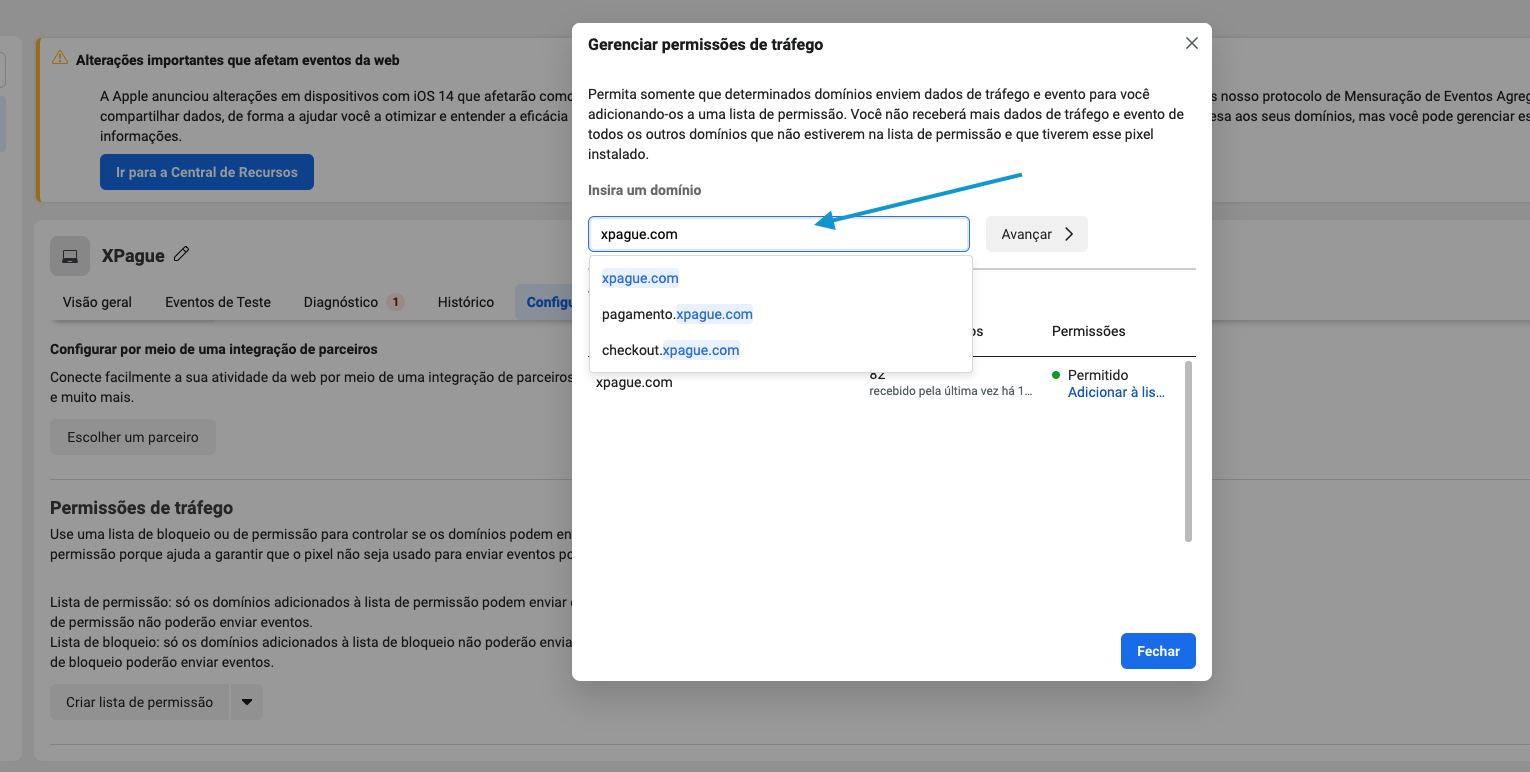 Gerenciar permissões de tráfego
Permita somente que determinados domínios enviem dados de tráfego e evento para você
adicionando-os a uma lista de permissão. Você não receberá mais dados de tráfego e evento de
todos os outros domínios que não estiverem na lista de permissão e que tiverem esse pixel
instalado.
Insira um domínio
xpague.com
Avançar
xpague.com
pagamento.xpague.com
checkout.xpague.com
os
Permissões
xpague.com
82
recebido pela última vez há 1...
Permitido
Adicionar à lis...
Fechar
Alterações importantes que afetam eventos da web
A Apple anunciou alterações em dispositivos com iOS 14 que afetarão como
s nosso protocolo de Mensuração de Eventos Agreg
compartilhar dados, de forma a ajudar você a otimizar e entender a eficácia
esa aos seus domínios, mas você pode gerenciar es
informações.
Ir para a Central de Recursos
XPague
Visão geral
Eventos de Teste
Diagnóstico 1
Histórico
Configu
Configurar por meio de uma integração de parceiros
Conecte facilmente a sua atividade da web por meio de uma integração de parceiros
e muito mais.
Escolher um parceiro
Permissões de tráfego
Use uma lista de bloqueio ou de permissão para controlar se os domínios podem en
permissão porque ajuda a garantir que o pixel não seja usado para enviar eventos po
Lista de permissão: só os domínios adicionados à lista de permissão podem enviar
de permissão não poderão enviar eventos.
Lista de bloqueio: só os domínios adicionados à lista de bloqueio não poderão envia
de bloqueio poderão enviar eventos.
Criar lista de permissão